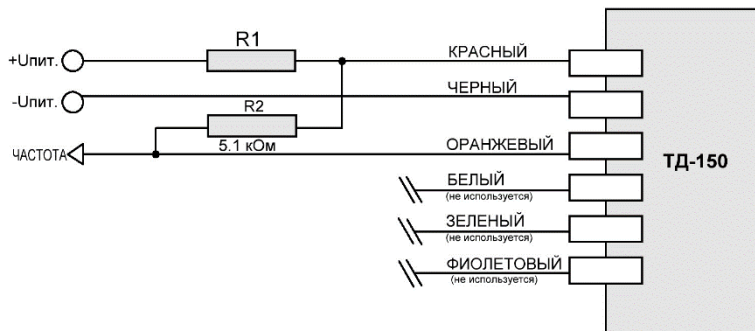 R1
КРАСНЫЙ
+Uпит.
ЧЕРНЫЙ
-Uпит.
R2
5.1 кОм
ОРАНЖЕВЫЙ
ЧАСТОТА
ТД-150
БЕЛЫЙ
(не используется)
ЗЕЛЕНЫЙ
(не используется)
ФИОЛЕТОВЫЙ
(не используется)